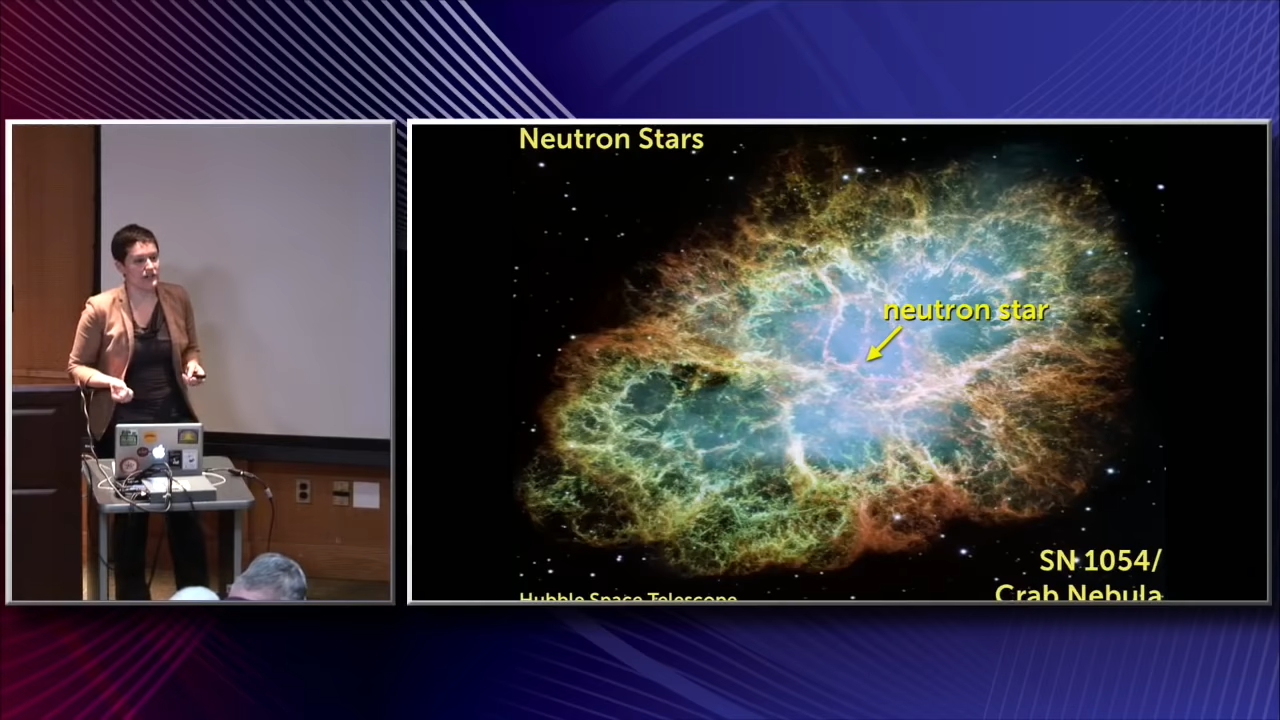 Neutron Stars
neutron star
SN 1054/
Crab Nebula
Hubble Space Telescope